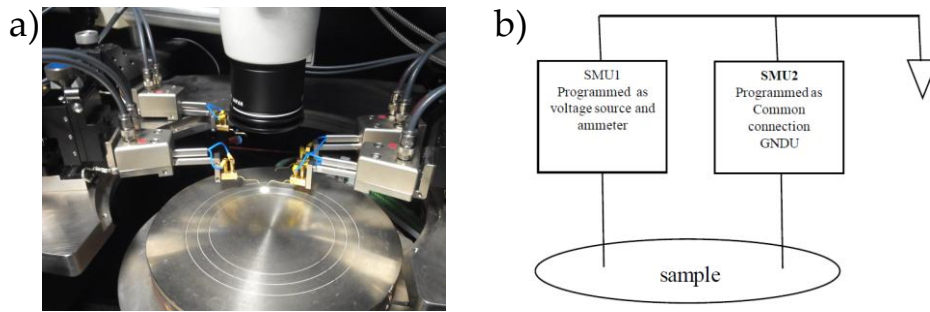 a)
b)
SMU1
Programmed as
voltage source and
ammeter
SMU2
Programmed as
Common
connection
GNDU
sample